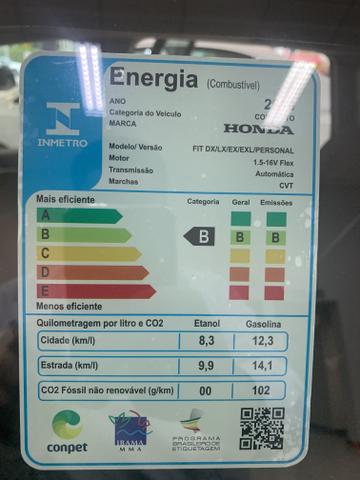 Energia (Combustível)
ANO
Categoria do Veículo
MARCA HONDA
Modelo/ Versão FIT DX/LX/EX/EXL/PERSONAL
Motor 1.5-16V Flex
Transmissão Automática
Marchas CVT
INMETRO
Mais eficiente Categoria Geral Emissões
A
B B B B
C
D
E
Menos eficiente
Quilometragem por litro e CO2 Etanol Gasolina
Cidade (km/l) 8,3 12,3
Estrada (km/l) 9,9 14,1
CO2 Fóssil não renovável (g/km) 00 102
conpet
IBAMA
MMA
PROGRAMA
BRASILEIRO DE
ETIQUETAGEM